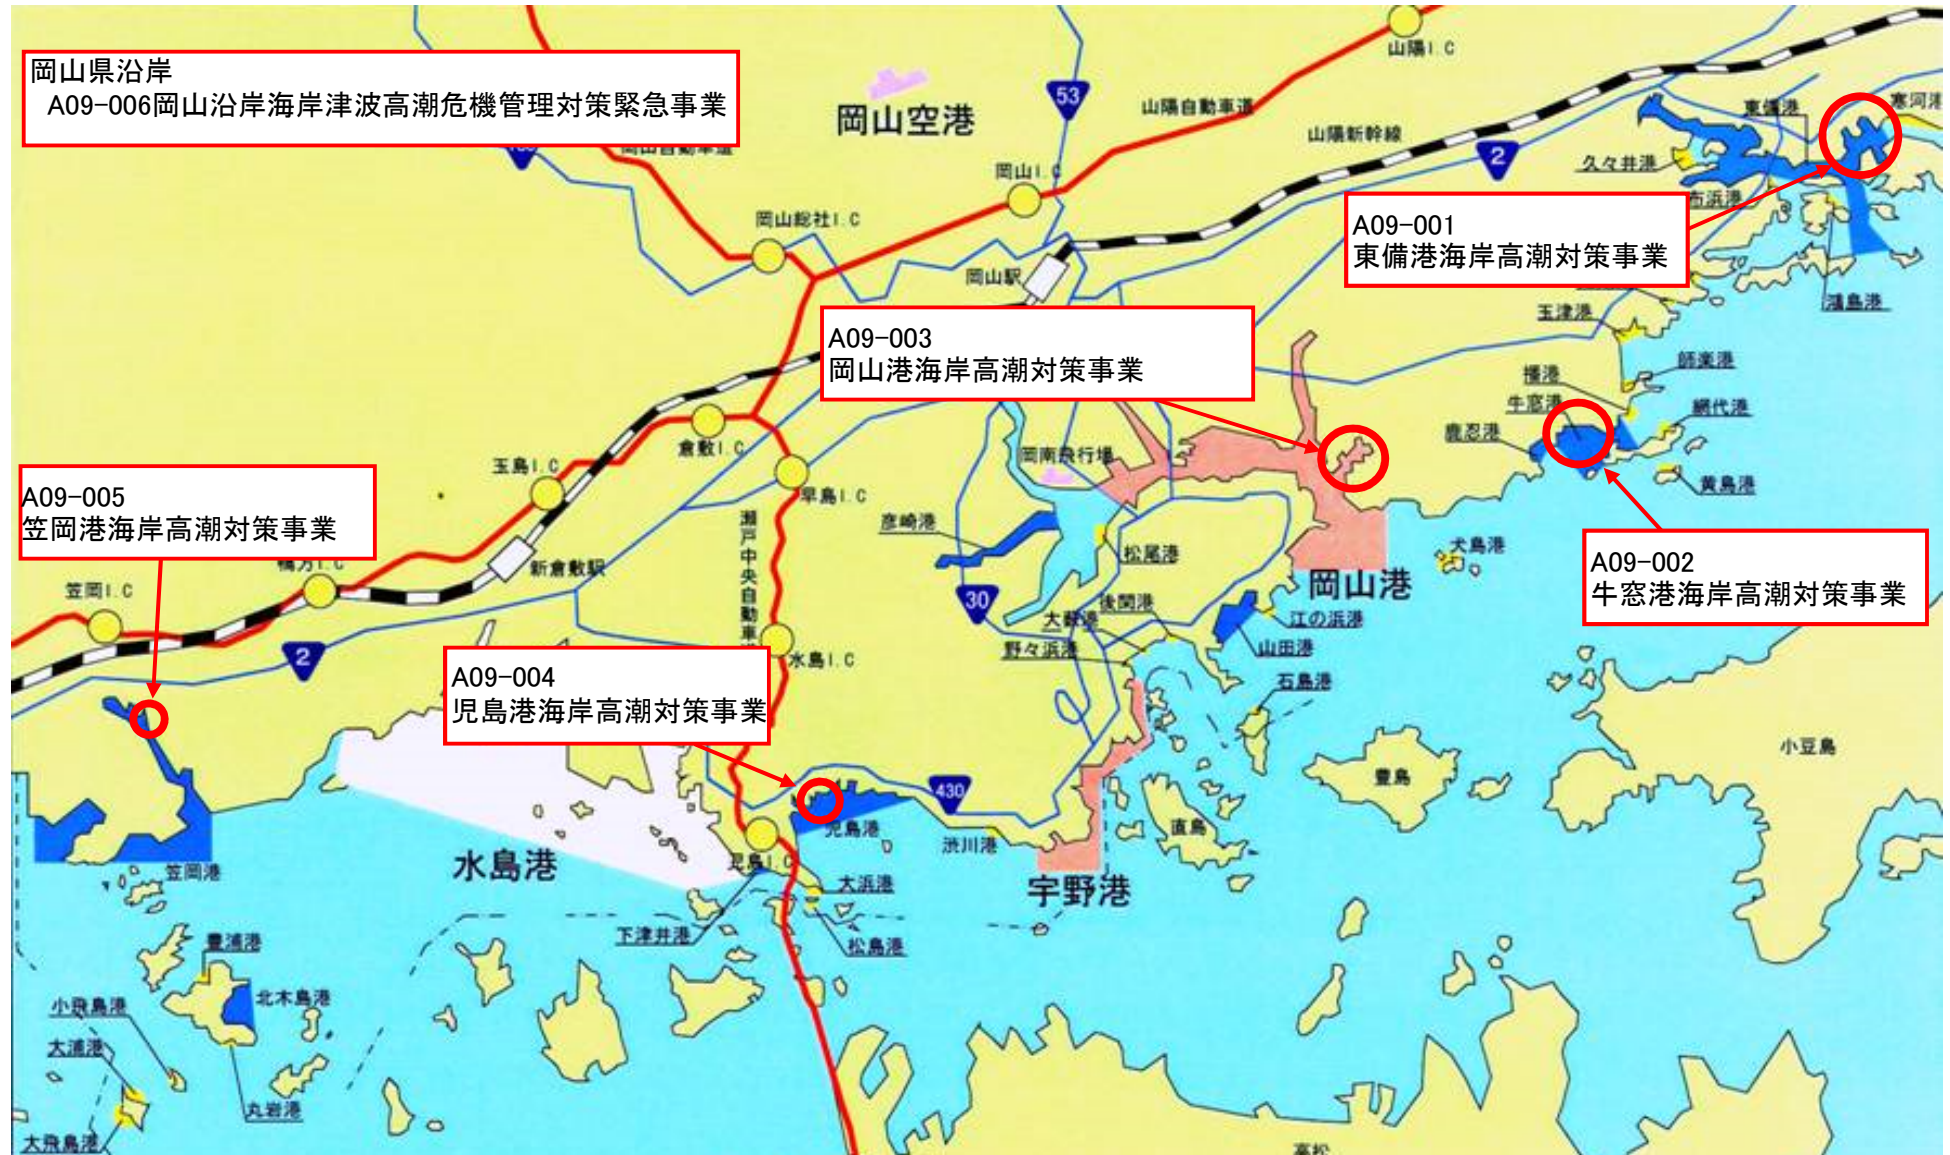 岡山県沿岸
A09-006岡山沿岸海岸津波高潮危機管理対策緊急事業
山陽I.C
53
岡山空港
山陽自動車道
山陽新幹線
2
東備港
寒河港
久々井港
岡山I.C
岡山総社I.C
岡山駅
A09-001
東備港海岸高潮対策事業
鴻島港
玉津港
A09-003
岡山港海岸高潮対策事業
師楽港
播港
牛窓港
網代港
鹿忍港
黄島港
倉敷I.C
玉島I.C
早島I.C
岡南飛行場
A09-005
笠岡港海岸高潮対策事業
瀬戸中央自動車道
彦崎港
松尾港
犬島港
A09-002
牛窓港海岸高潮対策事業
新倉敷駅
笠岡I.C
2
30
岡山港
後閑港
大薮港
野々浜港
江の浜港
山田港
水島I.C
石島港
A09-004
児島港海岸高潮対策事業
小豆島
豊島
430
児島港
渋川港
直島
児島I.C
水島港
笠岡港
宇野港
大浜港
下津井港
松島港
豊浦港
北木島港
小飛島港
大浦港
丸岩港
大飛島港
高松